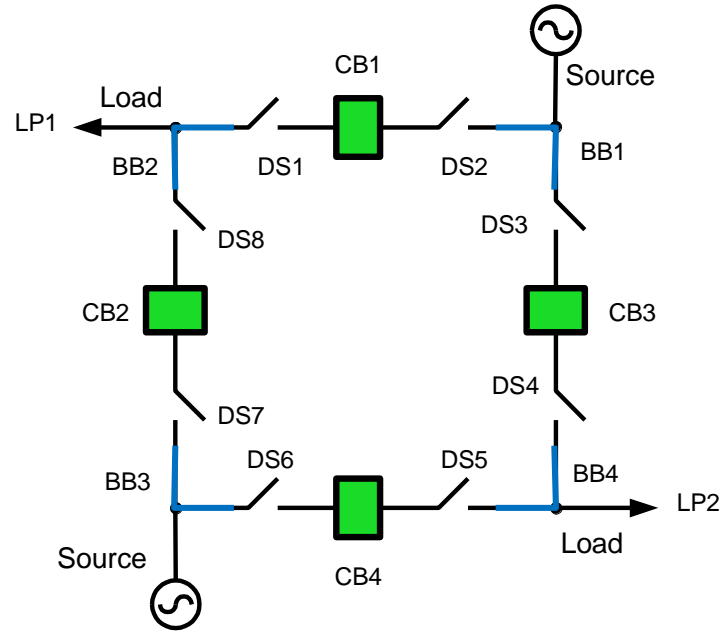 CB1
Source
Load
LP1
BB2
DS1
DS2
BB1
DS3
DS8
CB2
CB3
DS4
DS7
DS6
DS5
BB3
BB4
LP2
Source
Load
CB4